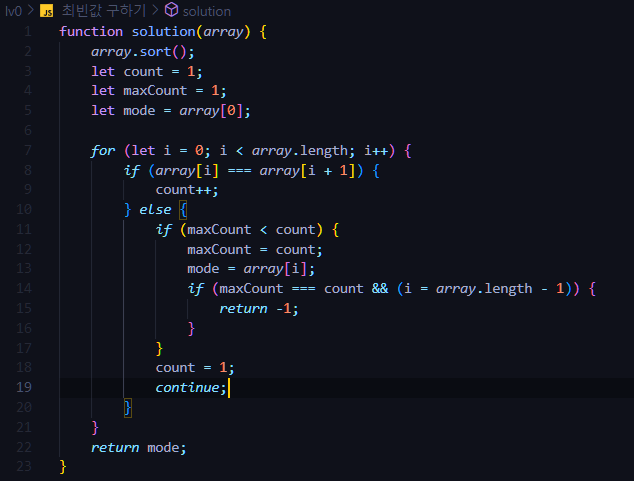 lv0 > JS 최빈값 구하기 > solution
1 function solution(array) {
2 array.sort();
3 let count = 1;
4 let maxCount = 1;
5 let mode = array[0];
6
7 for (let i = 0; i < array.length; i++) {
8 if (array[i] === array[i + 1]) {
9 count++;
10 } else {
11 if (maxCount < count) {
12 maxCount = count;
13 mode = array[i];
14 if (maxCount === count && (i = array.length - 1)) {
15 return -1;
16 }
17 }
18 count = 1;
19 continue;
20 }
21 }
22 return mode;
23 }